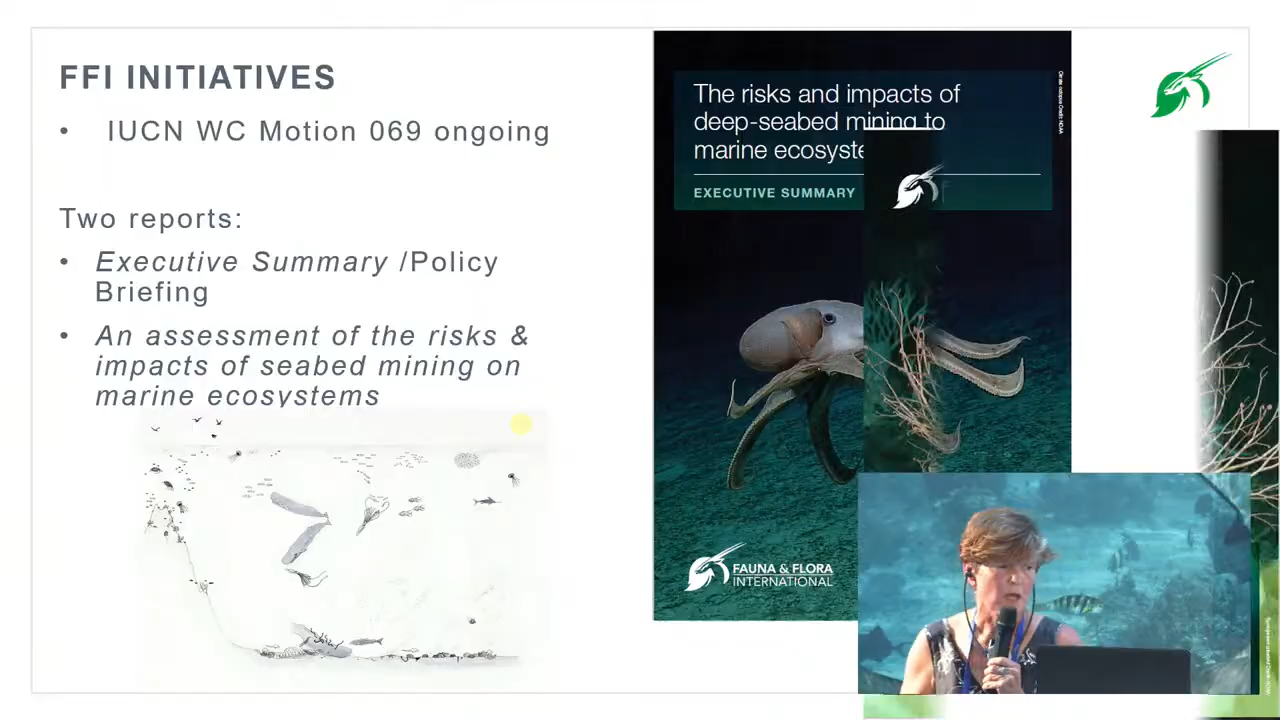 FFI INITIATIVES
• IUCN WC Motion 069 ongoing
Two reports:
• Executive Summary /Policy
Briefing
• An assessment of the risks &
impacts of seabed mining on
marine ecosystems
The risks and impacts of
deep-seabed mining to
marine ecosyste
EXECUTIVE SUMMARY
FAUNA & FLORA
INTERNATIONAL